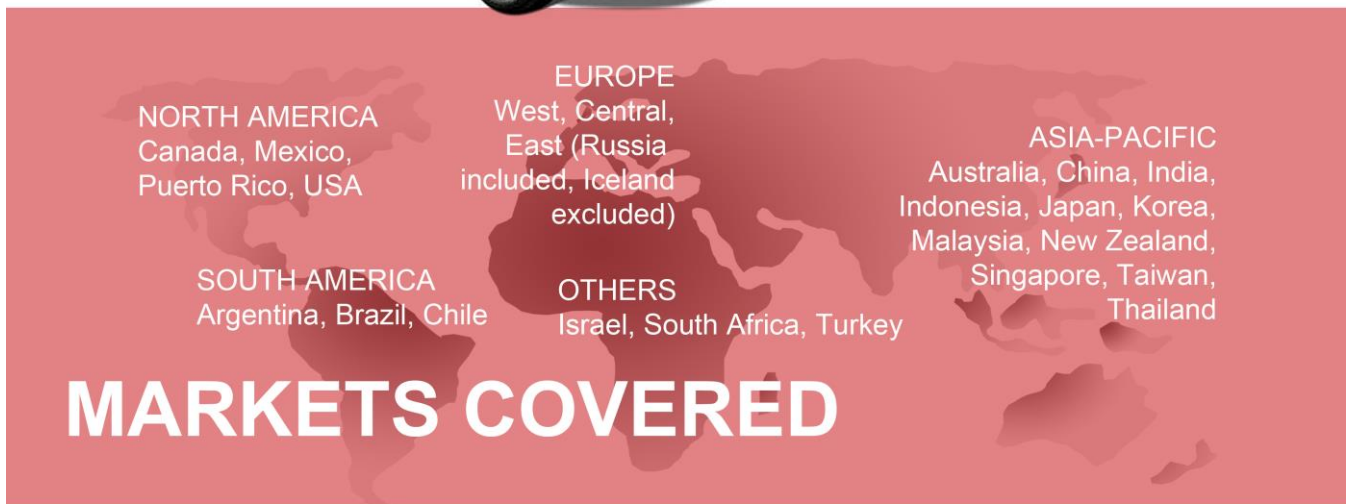 NORTH AMERICA
Canada, Mexico,
Puerto Rico, USA
EUROPE
West, Central,
East (Russia
included, Iceland
excluded)
ASIA-PACIFIC
Australia, China, India,
Indonesia, Japan, Korea,
Malaysia, New Zealand,
Singapore, Taiwan,
Thailand
SOUTH AMERICA
Argentina, Brazil, Chile
OTHERS
Israel, South Africa, Turkey
MARKETS COVERED